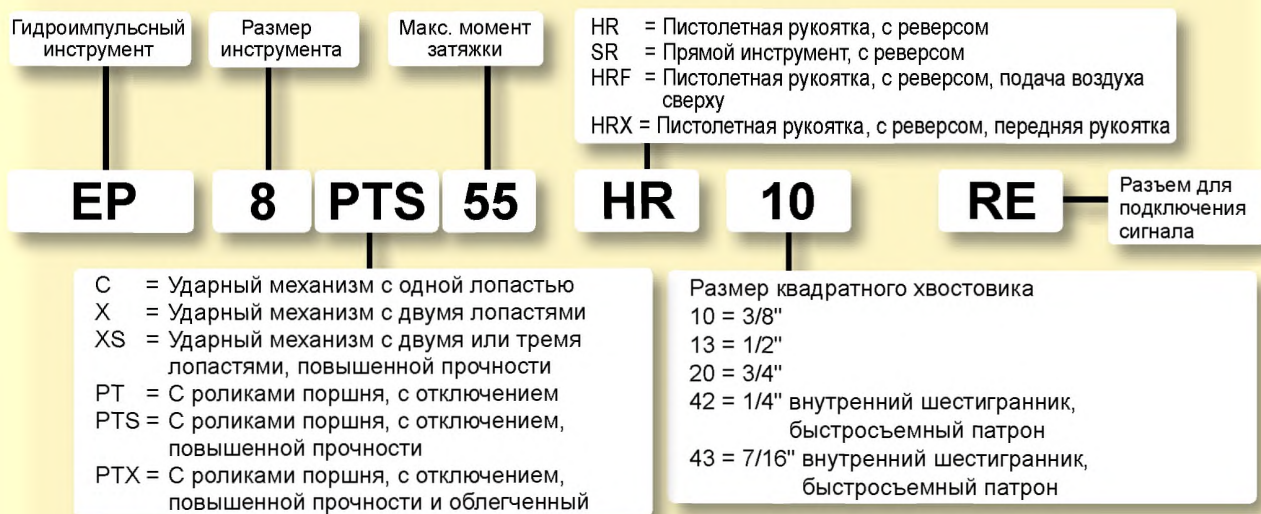 Гидроимпульсный
инструмент
Размер
инструмента
Макс. момент
затяжки
HR = Пистолетная рукоятка, с реверсом
SR = Прямой инструмент, с реверсом
HRF = Пистолетная рукоятка, с реверсом, подача воздуха
сверху
HRX = Пистолетная рукоятка, с реверсом, передняя рукоятка
EP 8 PTS 55 HR 10 RE
Разъем для
подключения
сигнала
C = Ударный механизм с одной лопастью
X = Ударный механизм с двумя лопастями
XS = Ударный механизм с двумя или тремя
лопастями, повышенной прочности
PT = С роликами поршня, с отключением
PTS = С роликами поршня, с отключением,
повышенной прочности
PTX = С роликами поршня, с отключением,
повышенной прочности и облегченный
Размер квадратного хвостовика
10 = 3/8"
13 = 1/2"
20 = 3/4"
42 = 1/4" внутренний шестигранник,
быстросъемный патрон
43 = 7/16" внутренний шестигранник,
быстросъемный патрон